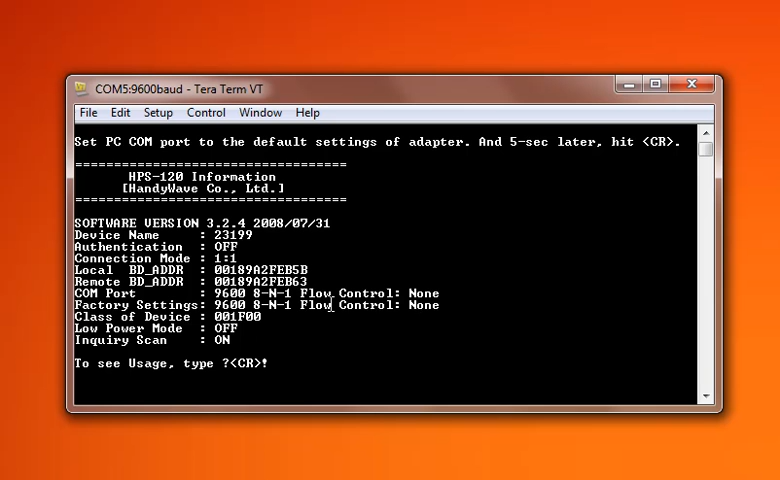 COM5:9600baud - Tera Term VT
File Edit Setup Control Window Help
Set PC COM port to the default settings of adapter. And 5-sec later, hit <CR>.
===================================
HPS-120 Information
[HandyWave Co., Ltd.]
===================================
SOFTWARE VERSION 3.2.4 2008/07/31
Device Name : 23199
Authentication : OFF
Connection Mode : 1:1
Local BD_ADDR : 00189A2FEB5B
Remote BD_ADDR : 00189A2FEB63
COM Port : 9600 8-N-1 Flow Control: None
Factory Settings: 9600 8-N-1 Flow Control: None
Class of Device : 001F00
Low Power Mode : OFF
Inquiry Scan : ON
To see Usage, type ?<CR>!